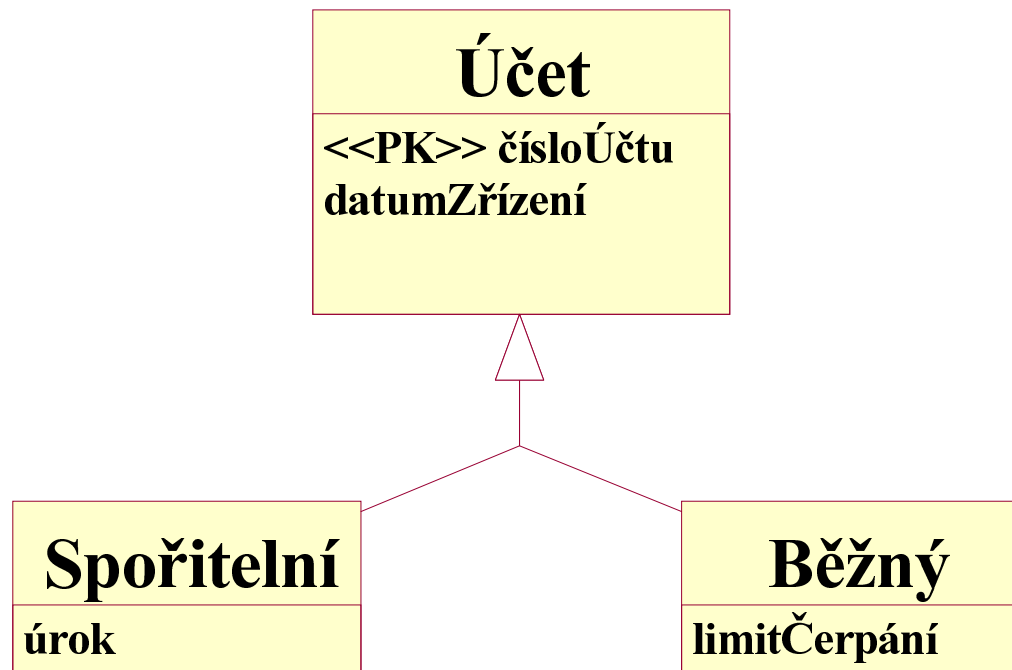 Účet
<<PK>> čísloÚčtu
datumZřízení
Spořitelní
úrok
Běžný
limitČerpání